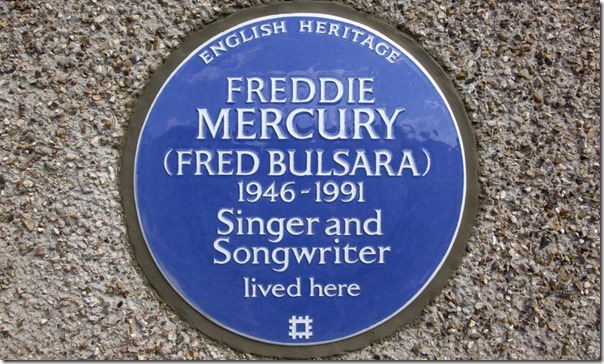 ENGLISH HERITAGE
FREDDIE
MERCURY
(FRED BULSARA)
1946-1991
Singer and
Songwriter
lived here